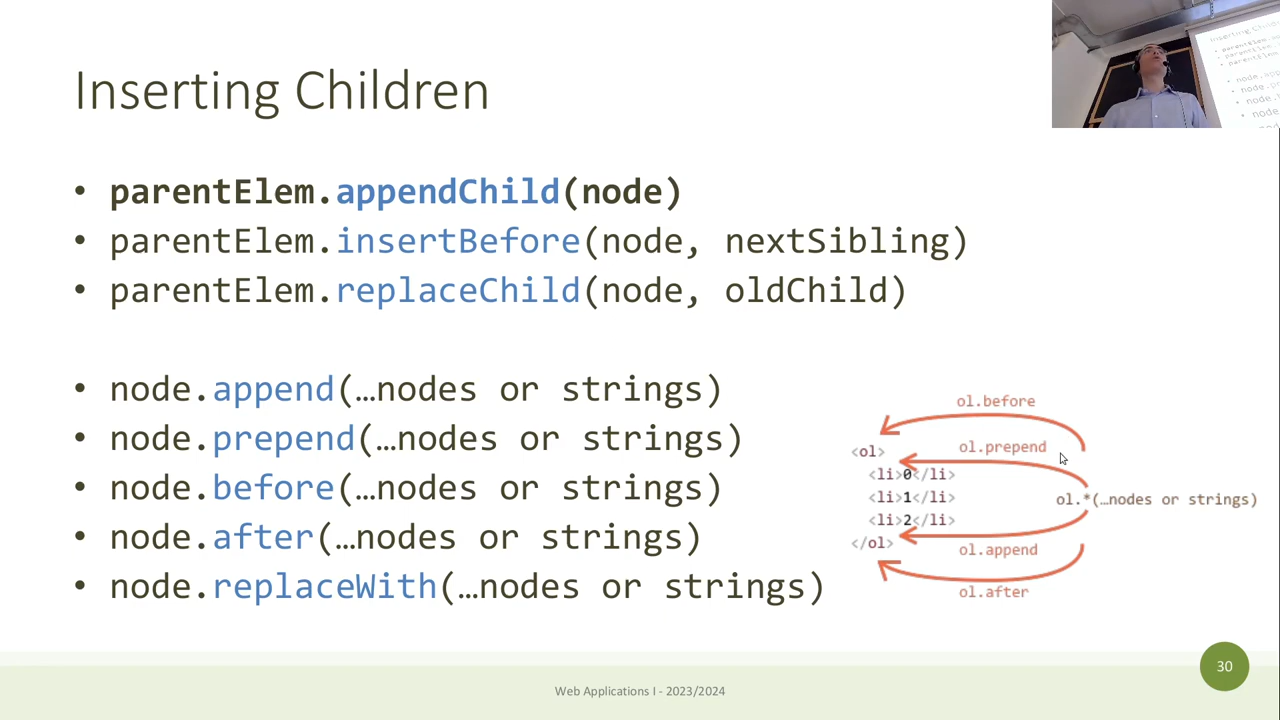 Inserting Children
• parentElem.appendChild(node)
• parentElem.insertBefore(node, nextSibling)
• parentElem.replaceChild(node, oldChild)
• node.append(…nodes or strings)
• node.prepend(…nodes or strings)
• node.before(…nodes or strings)
• node.after(…nodes or strings)
• node.replaceWith(…nodes or strings)
ol.before
<ol>
ol.prepend
<li>0</li>
<li>1</li>
ol.*(…nodes or strings)
<li>2</li>
</ol>
ol.append
ol.after
Web Applications I - 2023/2024
30